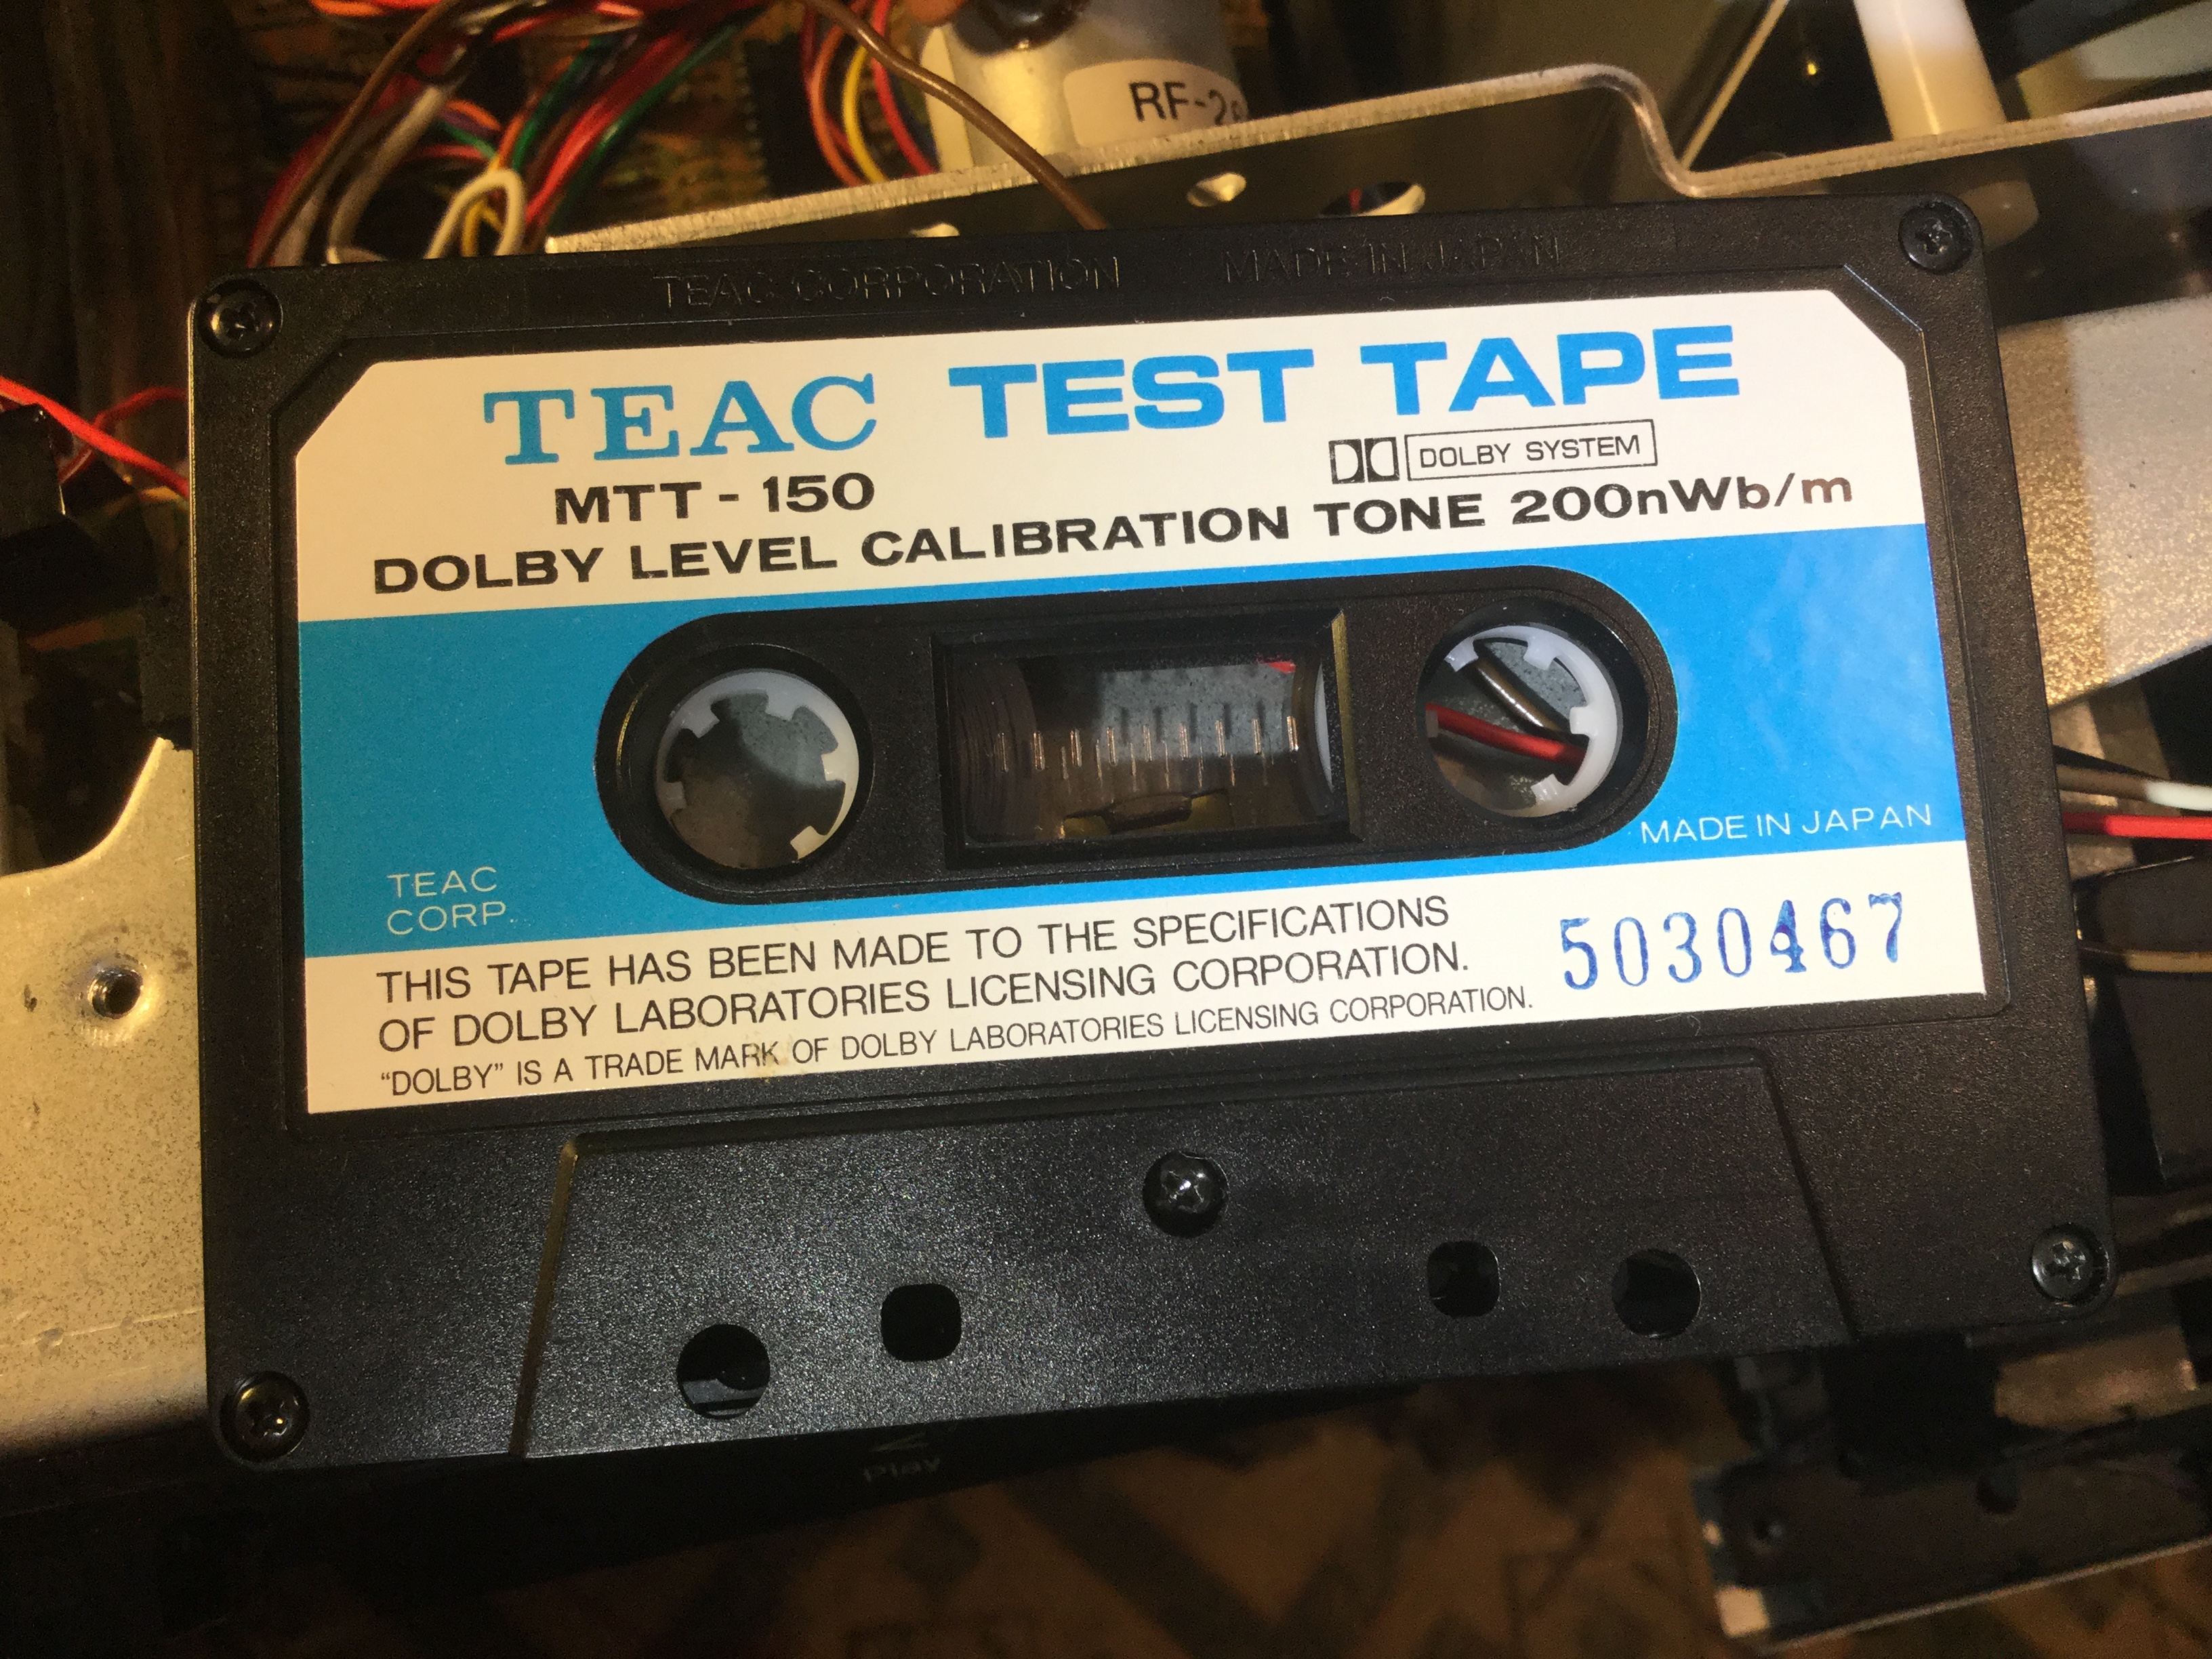 RF-2
TEAC CORPORATION MADE IN JAPAN
TEAC TEST TAPE
DOLBY SYSTEM
MTT-150
DOLBY LEVEL CALIBRATION TONE 200nWb/m
MADE IN JAPAN
TEAC
CORP.
THIS TAPE HAS BEEN MADE TO THE SPECIFICATIONS
OF DOLBY LABORATORIES LICENSING CORPORATION.
"DOLBY" IS A TRADE MARK OF DOLBY LABORATORIES LICENSING CORPORATION.
5030467
Play